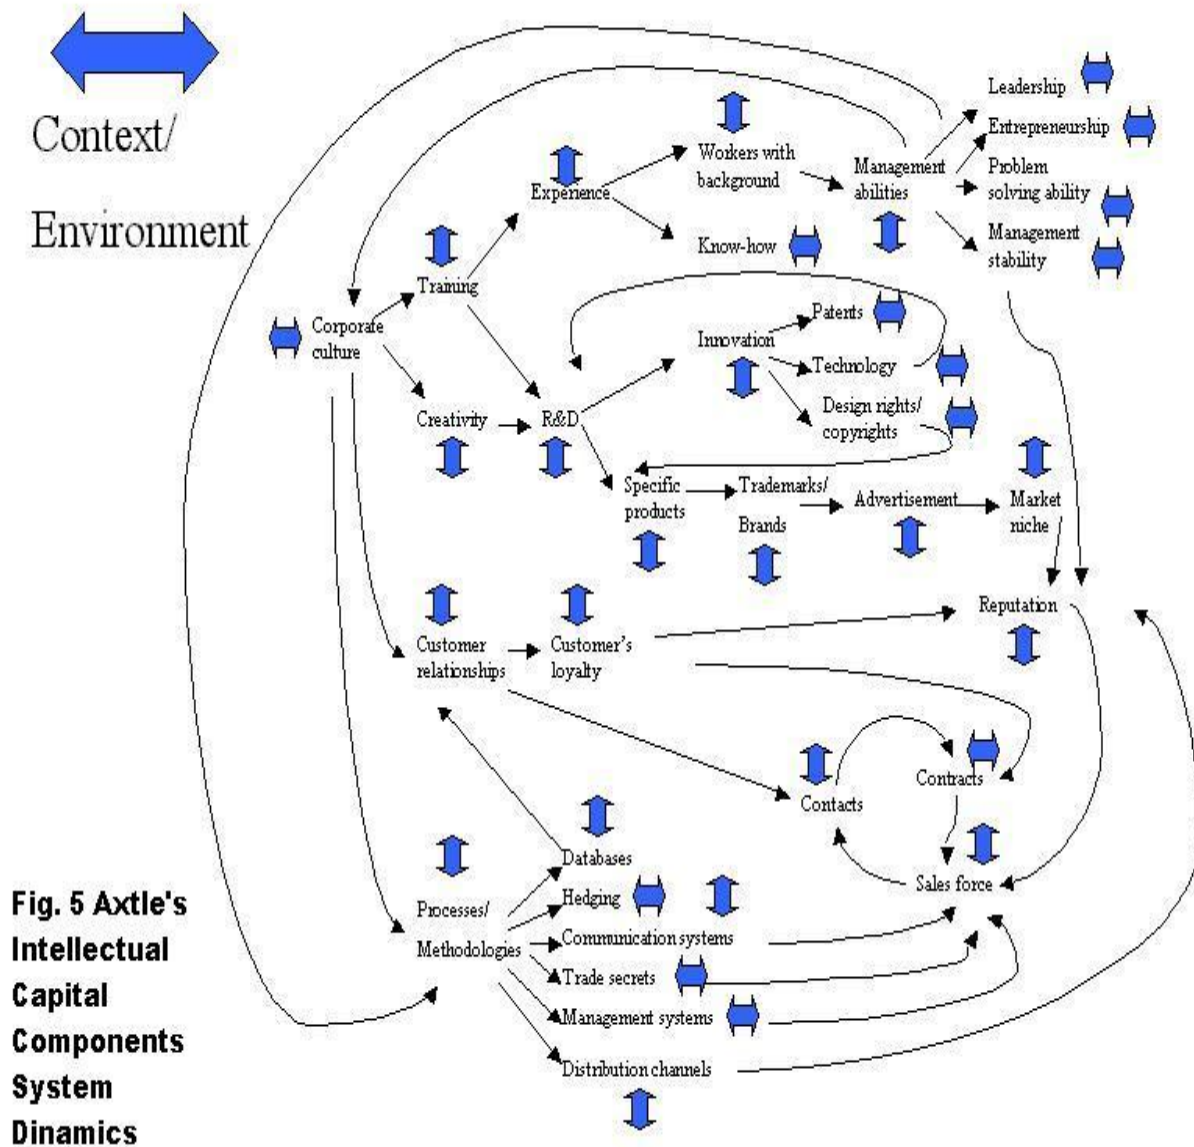 Context/
Environment
Leadership
Entrepreneurship
Problem
solving ability
Management
stability
Workers with
background
Management
abilities
Experience
Know-how
Training
Corporate
culture
Patents
Innovation
Technology
Design rights/
copyrights
Creativity
R&D
Specific
products
Trademarks/
Brands
Advertisement
Market
niche
Reputation
Customer
relationships
Customer's
loyalty
Contacts
Contracts
Sales force
Databases
Hedging
Processes/
Methodologies
Communication systems
Trade secrets
Management systems
Distribution channels
Fig. 5 Axtle's
Intellectual
Capital
Components
System
Dinamics